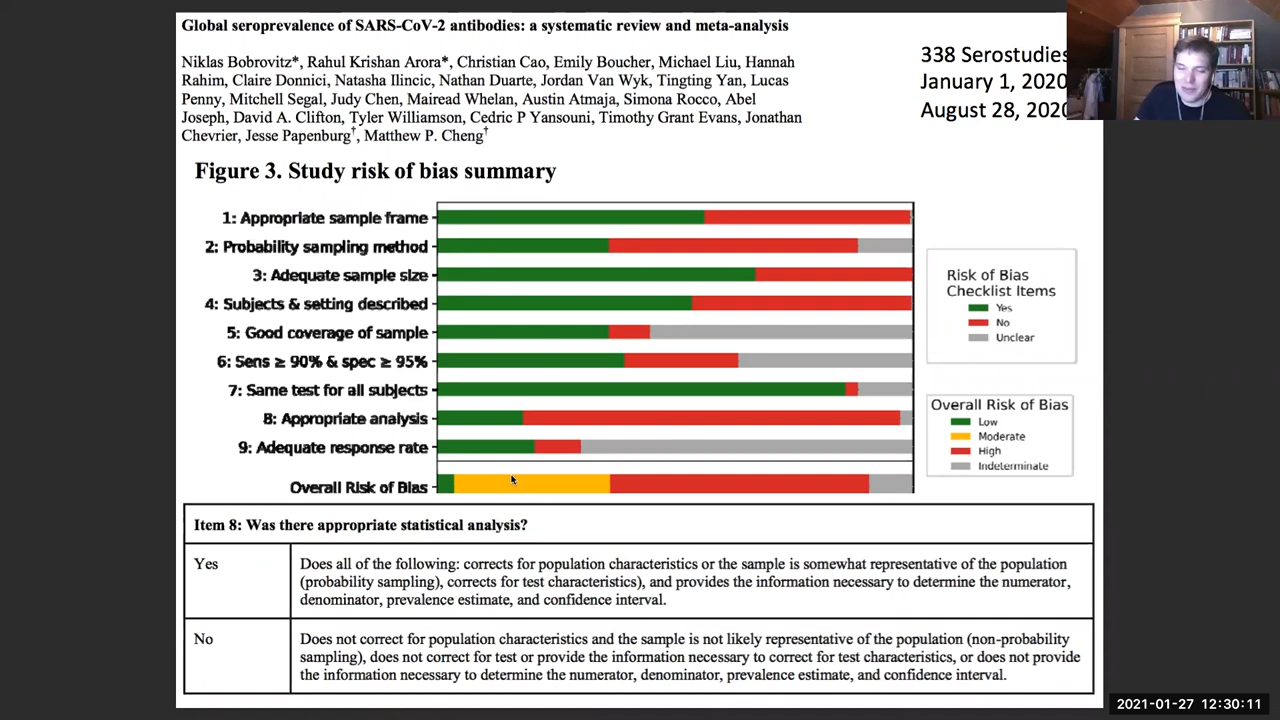 Global seroprevalence of SARS-CoV-2 antibodies: a systematic review and meta-analysis
Niklas Bobrovitz*, Rahul Krishan Arora*, Christian Cao, Emily Boucher, Michael Liu, Hannah
Rahim, Claire Donnici, Natasha Ilincic, Nathan Duarte, Jordan Van Wyk, Tingting Yan, Lucas
Penny, Mitchell Segal, Judy Chen, Mairead Whelan, Austin Atmaja, Simona Rocco, Abel
Joseph, David A. Clifton, Tyler Williamson, Cedric P Yansouni, Timothy Grant Evans, Jonathan
Chevrier, Jesse Papenburg†, Matthew P. Cheng†
338 Serostudies
January 1, 2020
August 28, 2020
Figure 3. Study risk of bias summary
1: Appropriate sample frame
2: Probability sampling method
3: Adequate sample size
4: Subjects & setting described
5: Good coverage of sample
6: Sens ≥ 90% & spec ≥ 95%
7: Same test for all subjects
8: Appropriate analysis
9: Adequate response rate
Overall Risk of Bias
Risk of Bias
Checklist Items
Yes
No
Unclear
Overall Risk of Bias
Low
Moderate
High
Indeterminate
Item 8: Was there appropriate statistical analysis?
Yes
Does all of the following: corrects for population characteristics or the sample is somewhat representative of the population
(probability sampling), corrects for test characteristics), and provides the information necessary to determine the numerator,
denominator, prevalence estimate, and confidence interval.
No
Does not correct for population characteristics and the sample is not likely representative of the population (non-probability
sampling), does not correct for test or provide the information necessary to correct for test characteristics, or does not provide
the information necessary to determine the numerator, denominator, prevalence estimate, and confidence interval.
2021-01-27 12:30:11